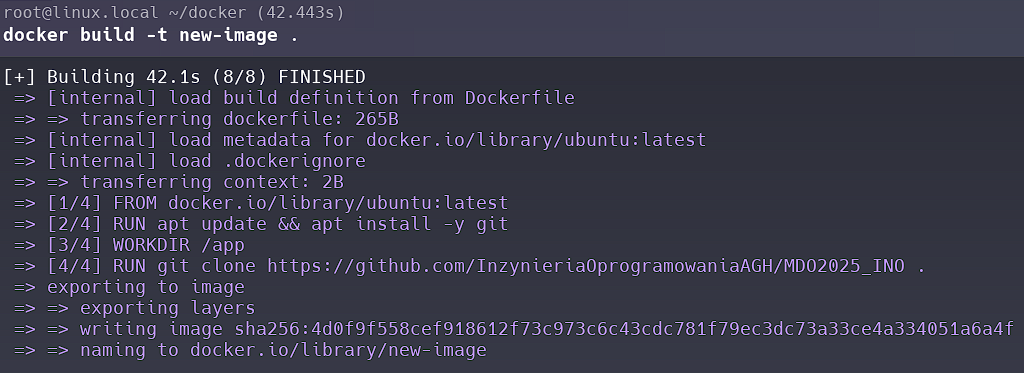 root@linux.local ~/docker (42.443s)
docker build -t new-image .
[+] Building 42.1s (8/8) FINISHED
=> [internal] load build definition from Dockerfile
=> => transferring dockerfile: 265B
=> [internal] load metadata for docker.io/library/ubuntu:latest
=> [internal] load .dockerignore
=> => transferring context: 2B
=> [1/4] FROM docker.io/library/ubuntu:latest
=> [2/4] RUN apt update && apt install -y git
=> [3/4] WORKDIR /app
=> [4/4] RUN git clone https://github.com/InzynieriaOprogramowaniaAGH/MDO2025_INO .
=> exporting to image
=> => exporting layers
=> => writing image sha256:4d0f9f558cef918612f73c973c6c43cdc781f79ec3dc73a33ce4a334051a6a4f
=> => naming to docker.io/library/new-image